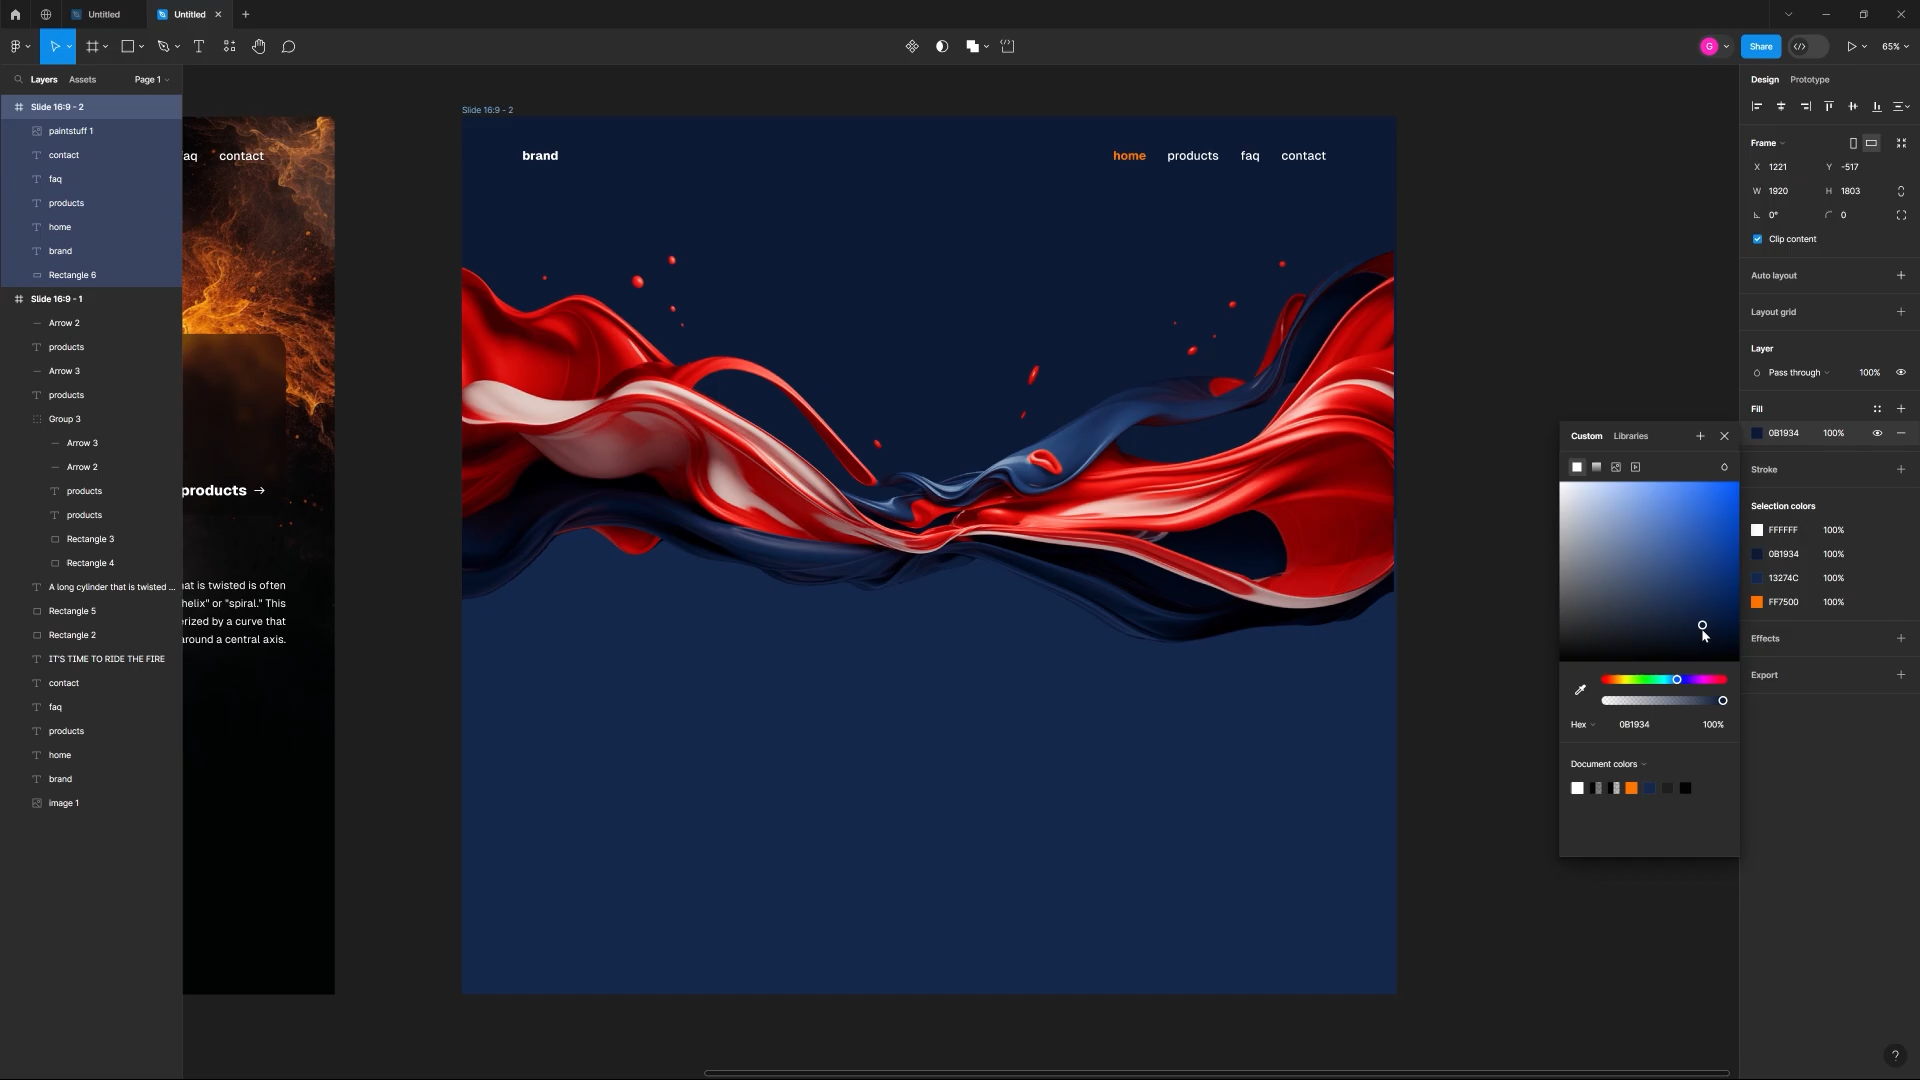 Untitled
Untitled
G
Share
65%
Layers
Assets
Page 1
Slide 16:9 - 2
paintstuff 1
contact
faq
products
home
brand
Rectangle 6
Slide 16:9 - 1
Arrow 2
products
Arrow 3
products
Group 3
Arrow 3
Arrow 2
products
products
Rectangle 3
Rectangle 4
A long cylinder that is twisted ...
Rectangle 5
Rectangle 2
IT'S TIME TO RIDE THE FIRE
contact
faq
products
home
brand
image 1
faq contact
products →
hat is twisted is often
helix" or "spiral." This
erized by a curve that
around a central axis.
Slide 16:9 - 2
brand
home products faq contact
Custom
Libraries
Hex
0B1934
100%
Document colors
Design
Prototype
Frame
X 1221 Y -517
W 1920 H 1803
0° 0
Clip content
Auto layout
Layout grid
Layer
Pass through
100%
Fill
0B1934 100%
Stroke
Selection colors
FFFFFF 100%
0B1934 100%
13274C 100%
FF7500 100%
Effects
Export
?